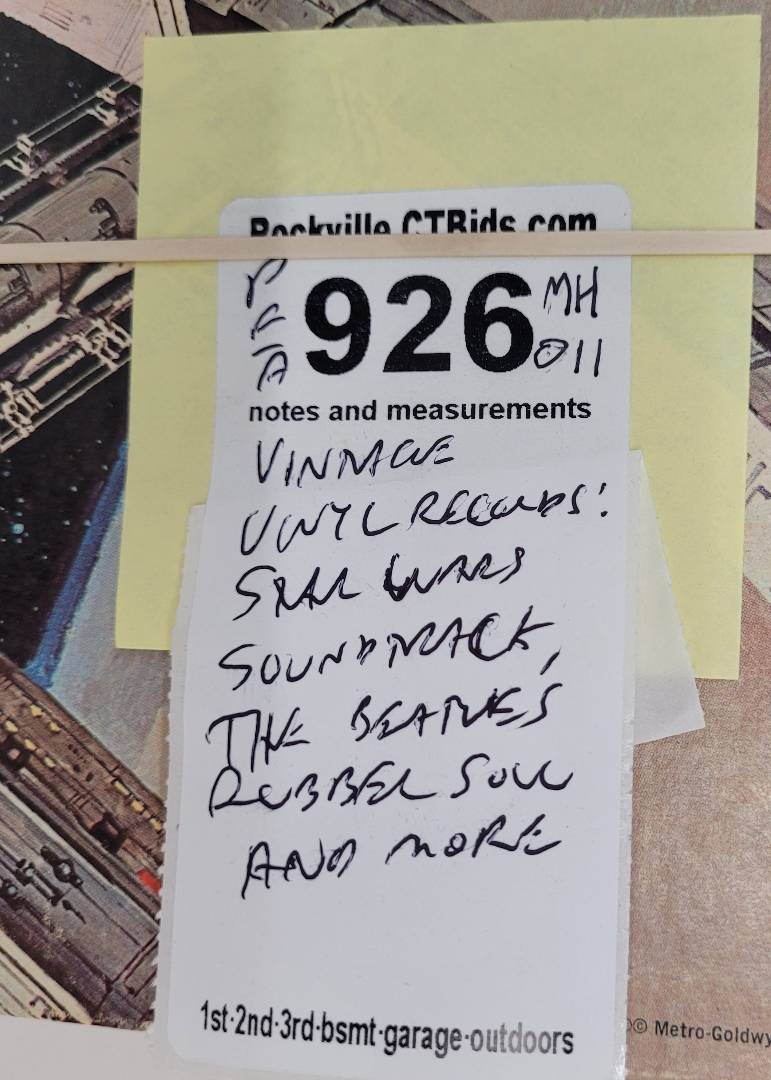 Rockville.CTBids.com
926 MH
011
notes and measurements
VINTAGE
VINYL RECORDS:
STAR WARS
SOUNDTRACK,
THE BEATLES
RUBBER SOUL
AND MORE
1st·2nd·3rd·bsmt·garage·outdoors
© Metro-Goldwy